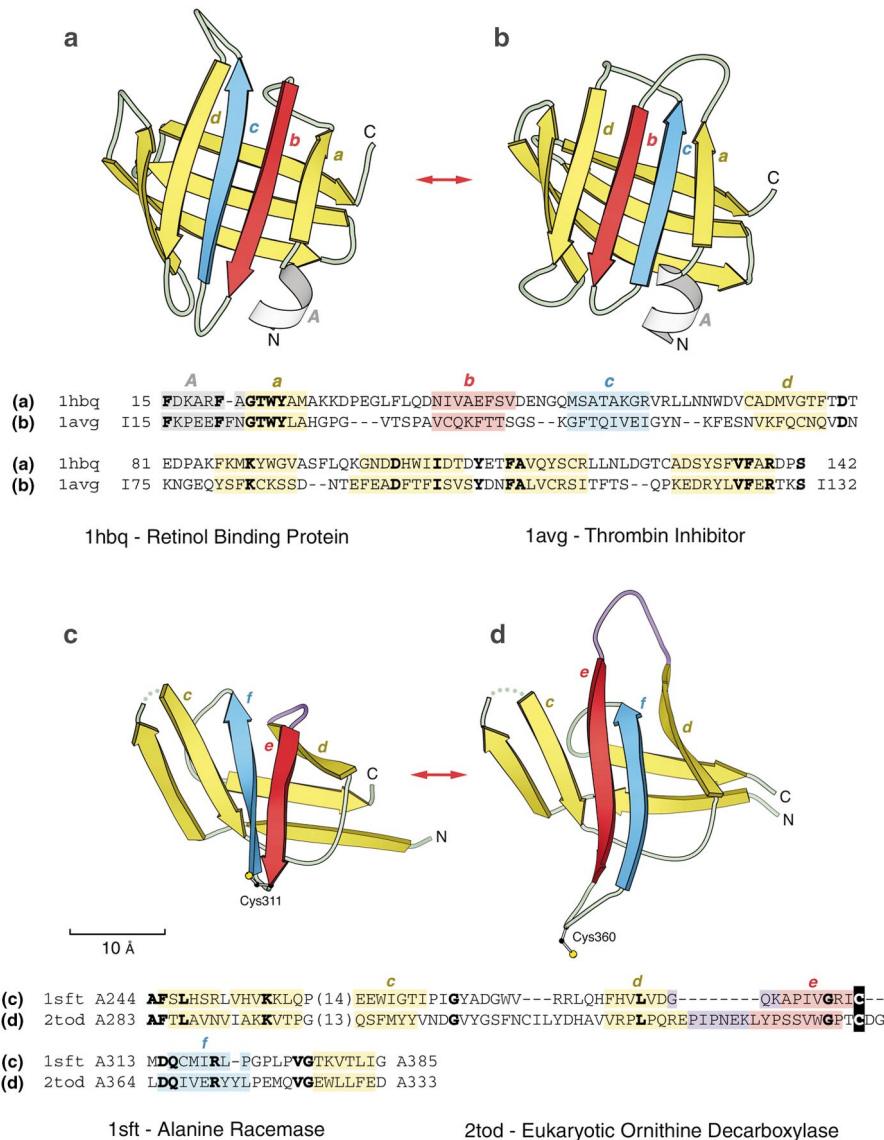 a
b
d
c
b
a
C
A
N
d
b
c
a
C
A
N
A a b c d
(a) 1hbq 15 FDKARF-AGTWYAMAKKDPEGLFLQDNIVAEFSVDENGQMSATAKGRVRLLNNWDVCADMVGTFTDT
(b) 1avg I15 FKPEEFFNGTWYLAHGPG---VTSPAVCQKFTTSGS--KGFTQIVEIGYN-KFESNVKFQCNQVDN
(a) 1hbq 81 EDPAKFKMKYWGVASFLQKGNDDHWIIDTDYETFAVQYSCRLLNLDGTCADSYSFVFARDPS 142
(b) 1avg I75 KNGEQYSFKCKSSD--NTEFEADFTFISVSYDNFALVCRSITFTS--QPKEDRYLVFERTKS I132
1hbq - Retinol Binding Protein
1avg - Thrombin Inhibitor
c
d
c
f
e
d
C
N
Cys311
10 Å
e
c
f
d
C
N
Cys360
c d e
(c) 1sft A244 AFSLHSRLVHVKKLQP(14)EEWIGTIPIGYADGWV---RRLQHFHVLVDG---------QKAPIVGRIC---
(d) 2tod A283 AFTLAVNVIAKKVTPG(13)QSFMYYVNDGVYGSFNCILYDHAVVRPLPQREPIPNEKLYPSSVWGPTCDG
f
(c) 1sft A313 MDQCMIRL-PGPLPVGTKVTLIG A385
(d) 2tod A364 LDQIVERYYLPEMQVGEWLLFED A333
1sft - Alanine Racemase
2tod - Eukaryotic Ornithine Decarboxylase